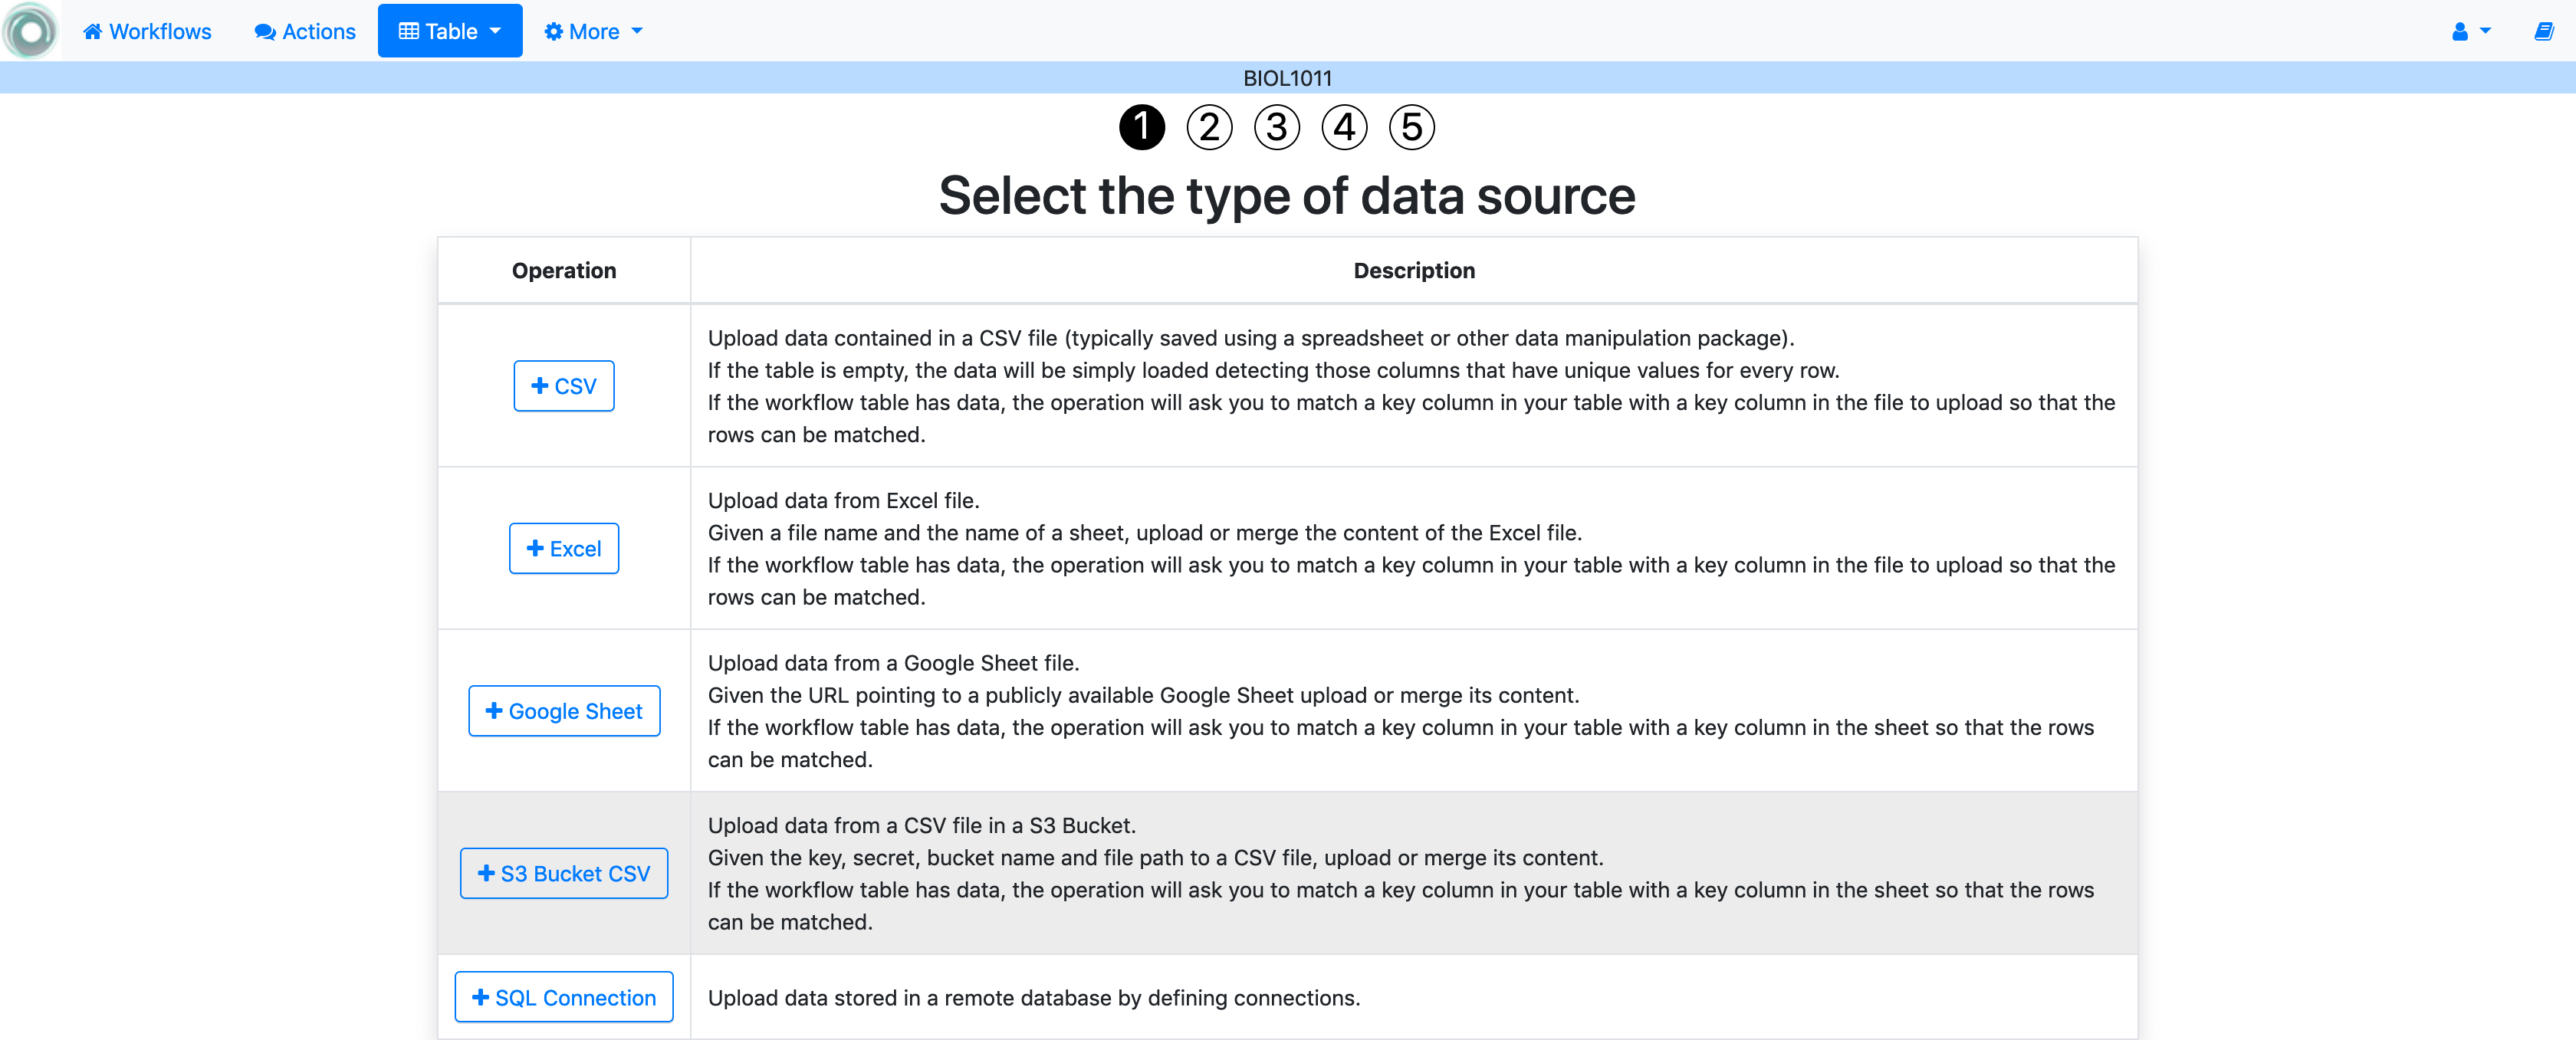 Workflows Actions Table More
BIOL1011
1 2 3 4 5
Select the type of data source
Operation Description
CSV
Upload data contained in a CSV file (typically saved using a spreadsheet or other data manipulation package).
If the table is empty, the data will be simply loaded detecting those columns that have unique values for every row.
If the workflow table has data, the operation will ask you to match a key column in your table with a key column in the file to upload so that the
rows can be matched.
Excel
Upload data from Excel file.
Given a file name and the name of a sheet, upload or merge the content of the Excel file.
If the workflow table has data, the operation will ask you to match a key column in your table with a key column in the file to upload so that the
rows can be matched.
Google Sheet
Upload data from a Google Sheet file.
Given the URL pointing to a publicly available Google Sheet upload or merge its content.
If the workflow table has data, the operation will ask you to match a key column in your table with a key column in the sheet so that the rows
can be matched.
S3 Bucket CSV
Upload data from a CSV file in a S3 Bucket.
Given the key, secret, bucket name and file path to a CSV file, upload or merge its content.
If the workflow table has data, the operation will ask you to match a key column in your table with a key column in the sheet so that the rows
can be matched.
SQL Connection
Upload data stored in a remote database by defining connections.